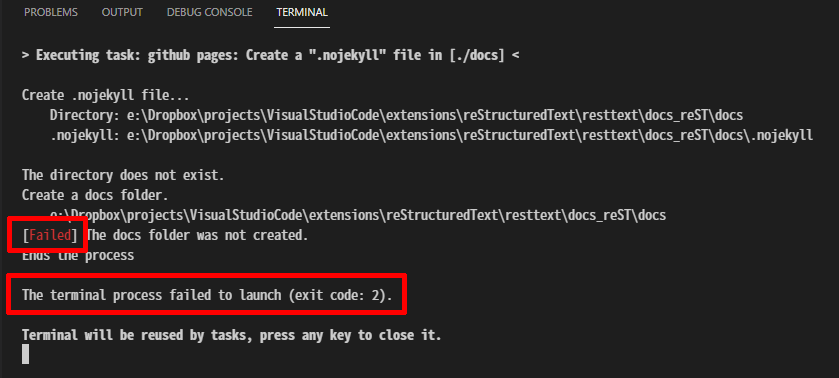 PROBLEMS OUTPUT DEBUG CONSOLE TERMINAL
> Executing task: github pages: Create a ".nojekyll" file in [./docs] <
Create .nojekyll file...
Directory: e:\Dropbox\projects\VisualStudioCode\extensions\reStructuredText\resttext\docs_reST\docs
.nojekyll: e:\Dropbox\projects\VisualStudioCode\extensions\reStructuredText\resttext\docs_reST\docs\.nojekyll
The directory does not exist.
Create a docs folder.
e:\Dropbox\projects\VisualStudioCode\extensions\reStructuredText\resttext\docs_reST\docs
[Failed] The docs folder was not created.
Ends the process
The terminal process failed to launch (exit code: 2).
Terminal will be reused by tasks, press any key to close it.